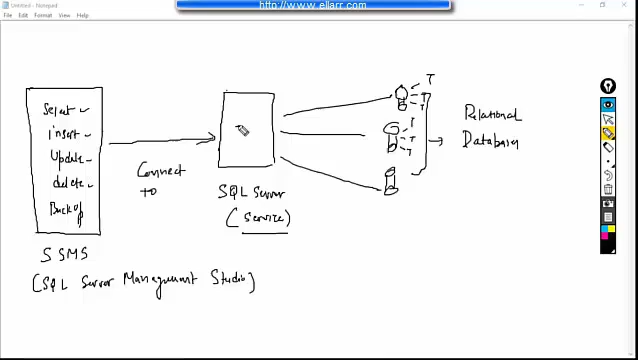 Untitled - Notepad
http://www.ellarr.com
File Edit Format View Help
Select
insert
Update
delete
Backup
SSMS
(SQL Server Management Studio)
Connect
to
SQL Server
(Service)
T
T
T
T
T
T
Relational
Database